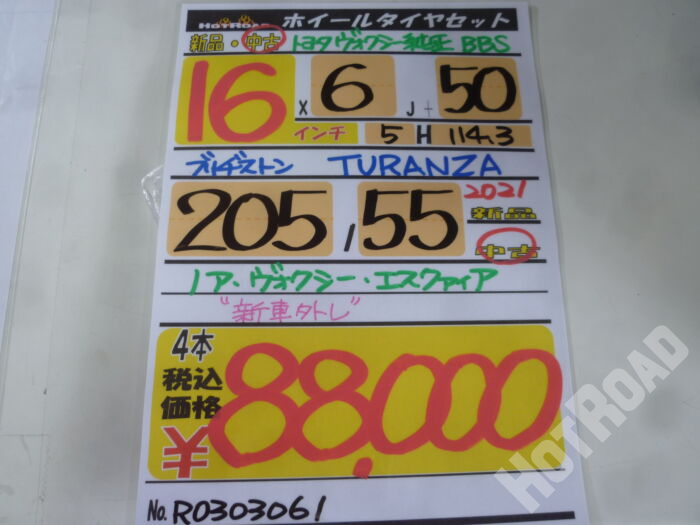 HOTROAD ホイールタイヤセット
新品・中古 トヨタヴォクシー純正 BBS
16 x 6 J + 50
インチ 5 H 114.3
ブリヂストン TURANZA
205 / 55 2021 新品
中古
ノア・ヴォクシー・エスクァイア
"新車外し"
4本
税込
価格
¥88,000
No. R0303061
HOTROAD